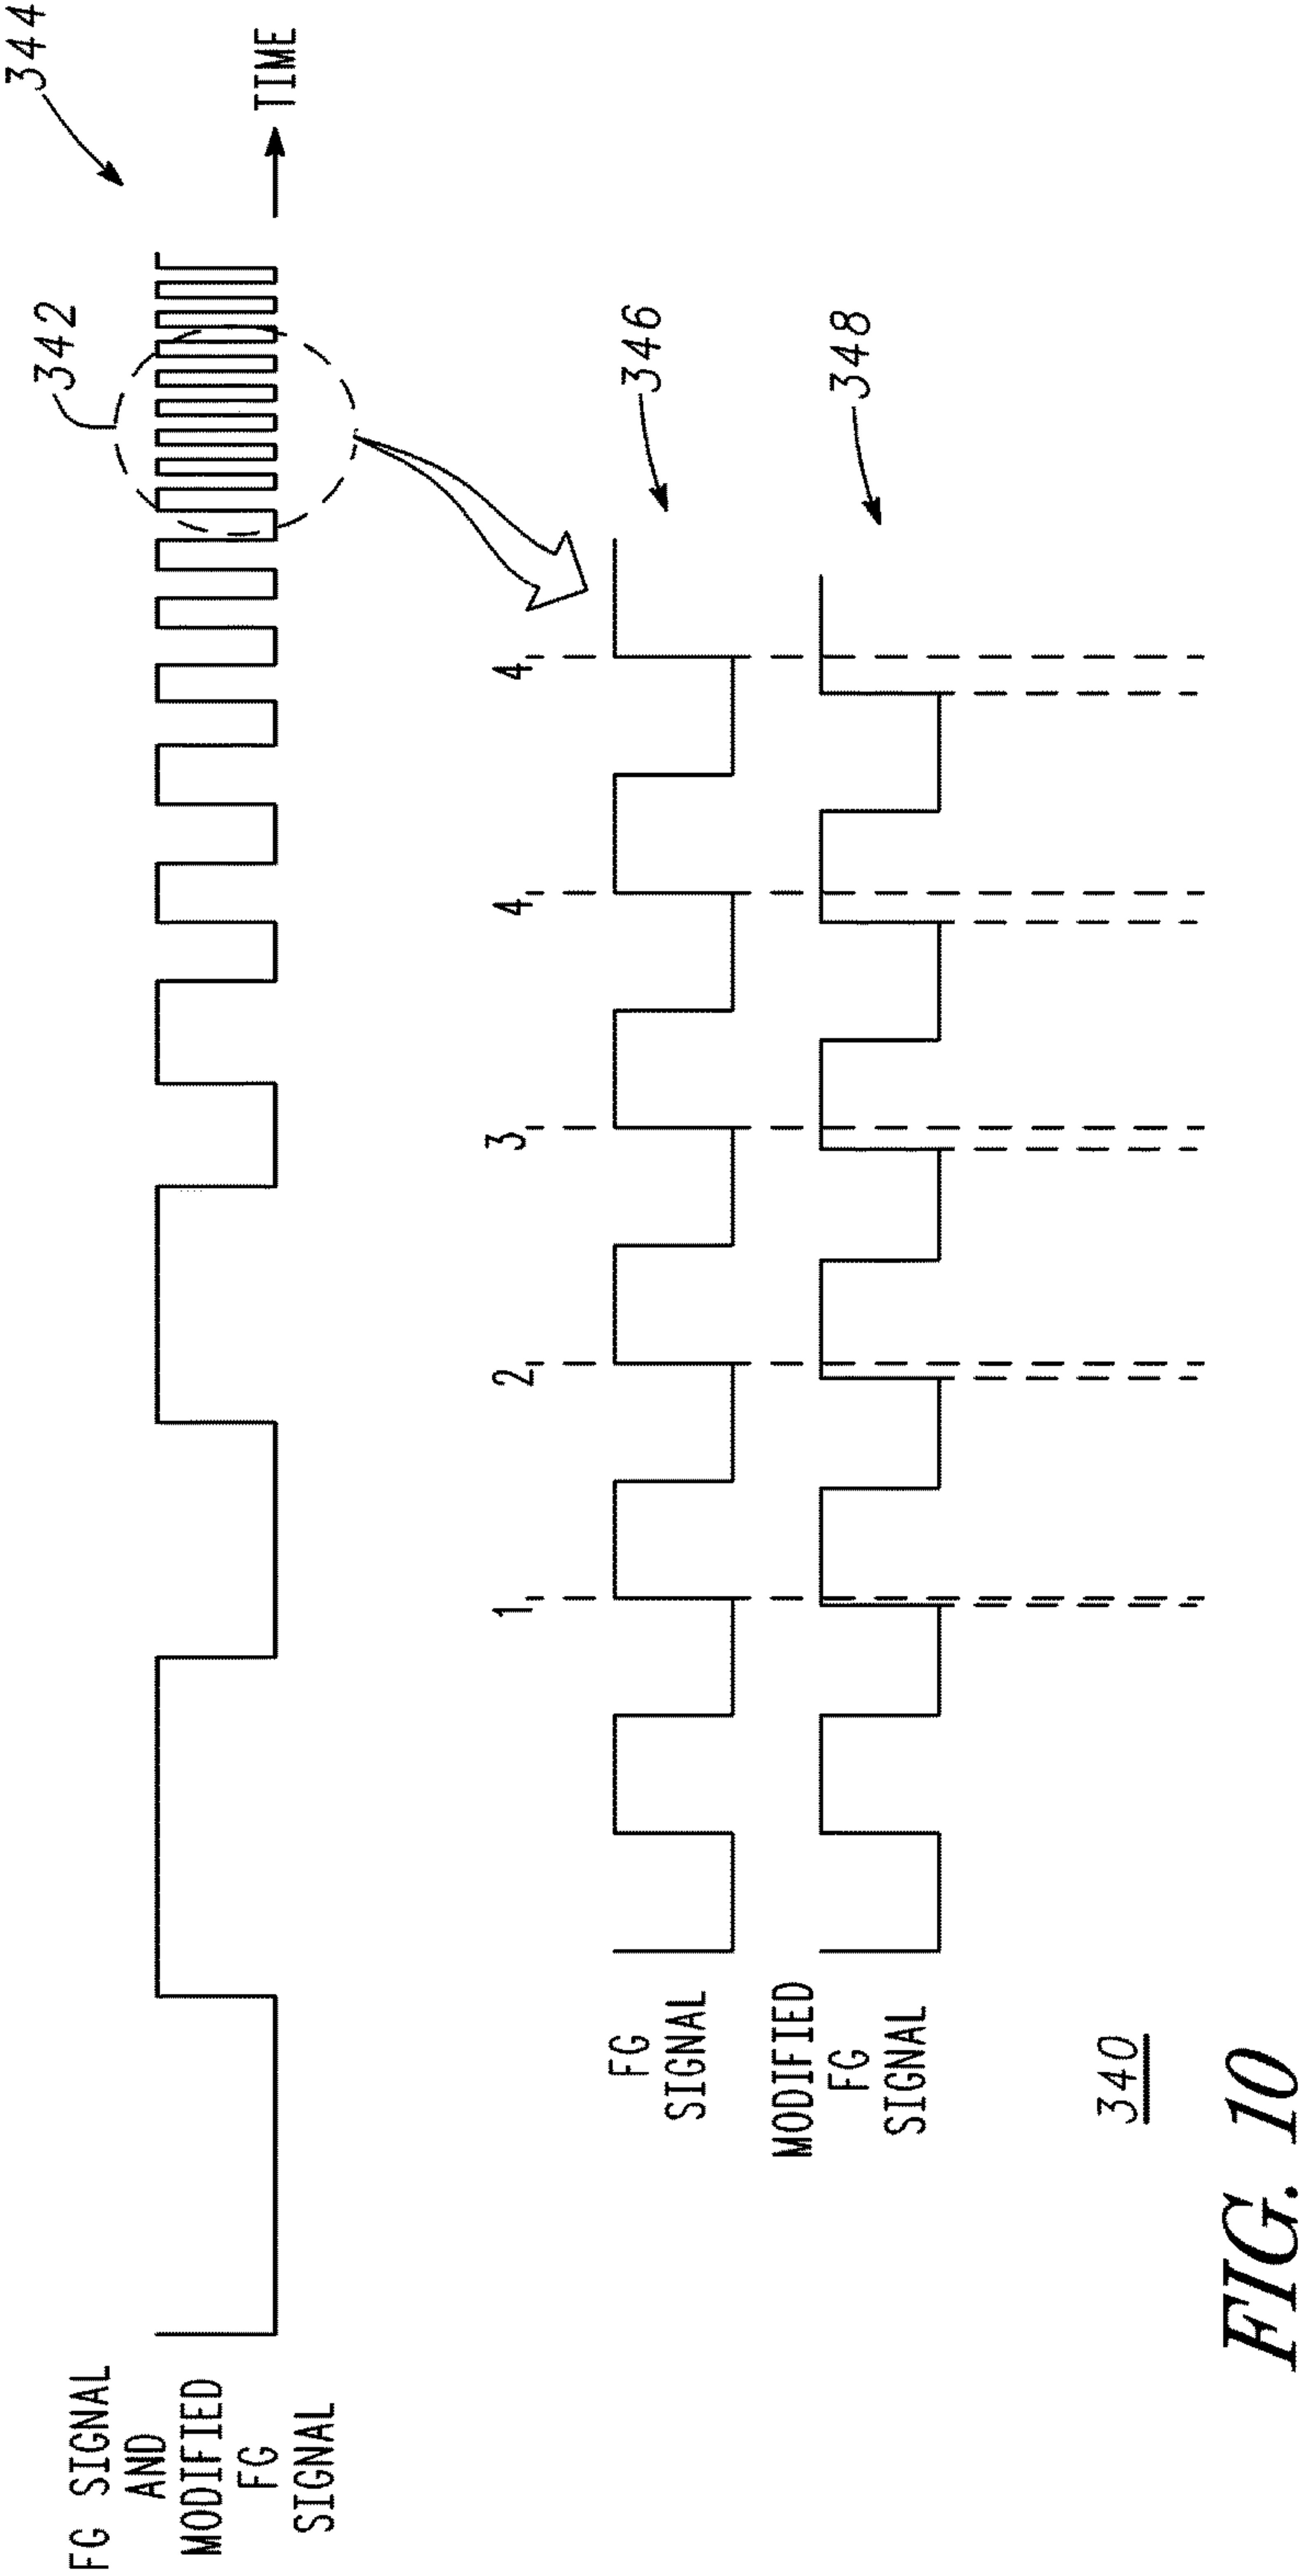 344
342
FG SIGNAL
AND
MODIFIED
FG
SIGNAL
TIME
346
348
1
2
3
4
4
FG
SIGNAL
MODIFIED
FG
SIGNAL
340
FIG. 10